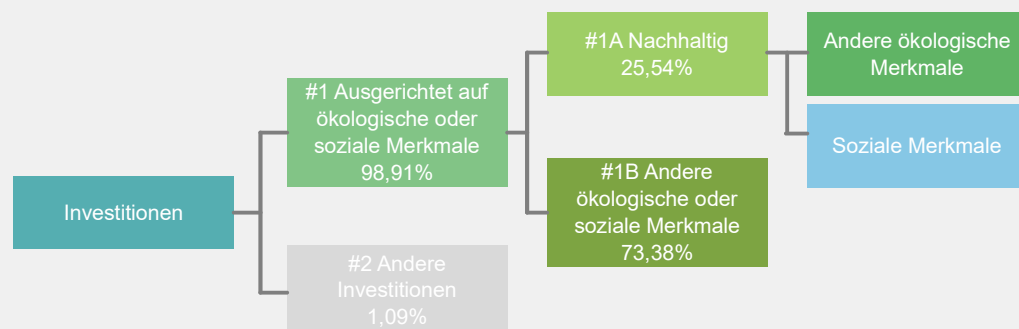 Investitionen
#1 Ausgerichtet auf
ökologische oder
soziale Merkmale
98,91%
#2 Andere
Investitionen
1,09%
#1A Nachhaltig
25,54%
#1B Andere
ökologische oder
soziale Merkmale
73,38%
Andere ökologische
Merkmale
Soziale Merkmale